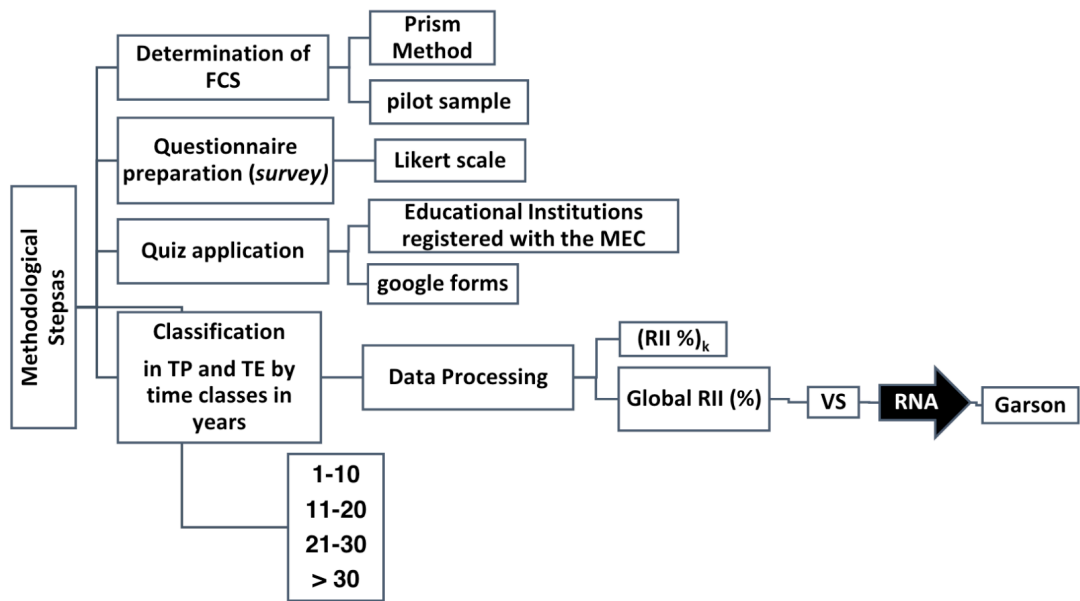 Methodological
Stepsas
Determination of
FCS
Prism
Method
pilot sample
Questionnaire
preparation (survey)
Likert scale
Quiz application
Educational Institutions
registered with the MEC
google forms
Classification
in TP and TE by
time classes in
years
Data Processing
(RII %)k
Global RII (%)
VS
RNA
Garson
1-10
11-20
21-30
> 30